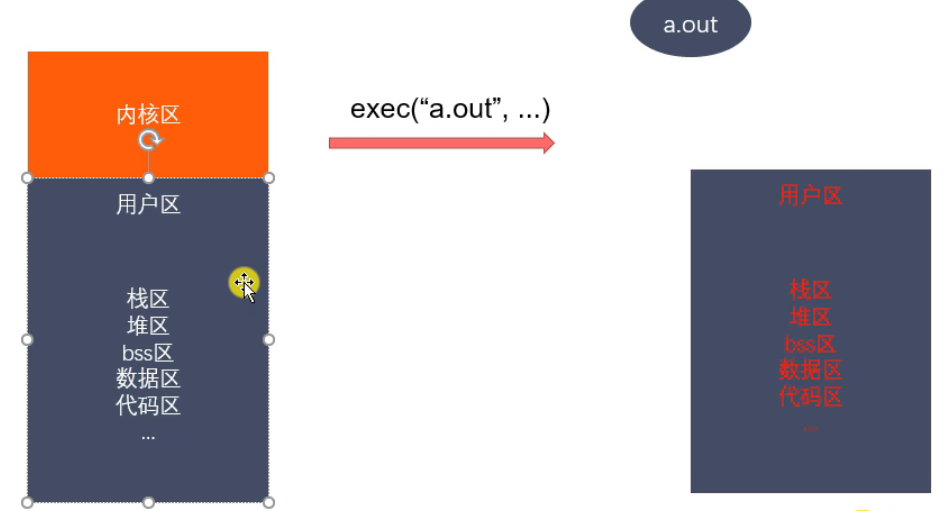 a.out
内核区
exec(“a.out”, ...)
用户区
栈区
堆区
bss区
数据区
代码区
...
用户区
栈区
堆区
bss区
数据区
代码区
...